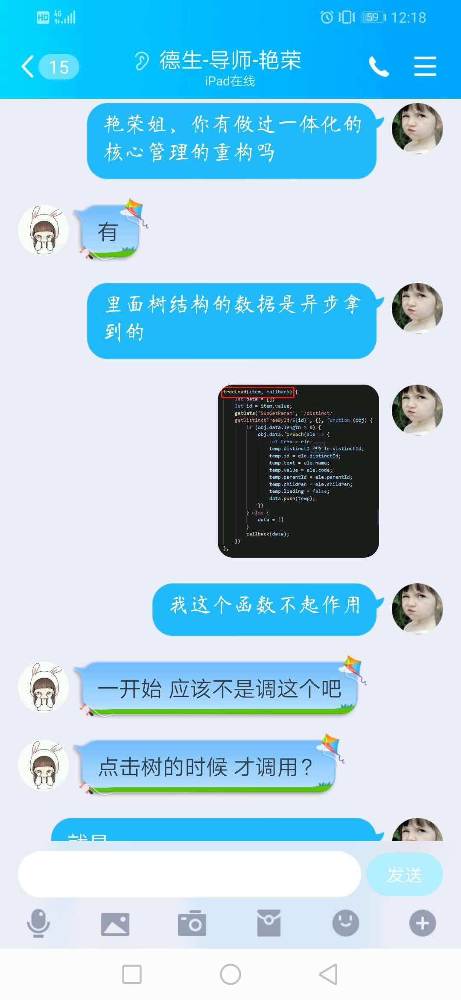 HD 4G 59 12:18
15
德生-导师-艳荣
iPad在线
艳荣姐，你有做过一体化的
核心管理的重构吗
有
里面树结构的数据是异步拿
到的
treeLoad(item, callback) {
let data = [];
let id = item.value;
getData('SubGetParam', `/distinct/
getDistinctTreeById/${id}`, {}, function (obj) {
if (obj.data.length > 0) {
obj.data.forEach(ele => {
let temp = ele;
temp.distinctI any le.distinctId;
temp.id = ele.distinctId;
temp.text = ele.name;
temp.value = ele.code;
temp.parentId = ele.parentId;
temp.children = ele.children;
temp.loading = false;
data.push(temp);
})
} else {
data = []
}
callback(data);
})
},
我这个函数不起作用
一开始 应该不是调这个吧
点击树的时候 才调用？
发送